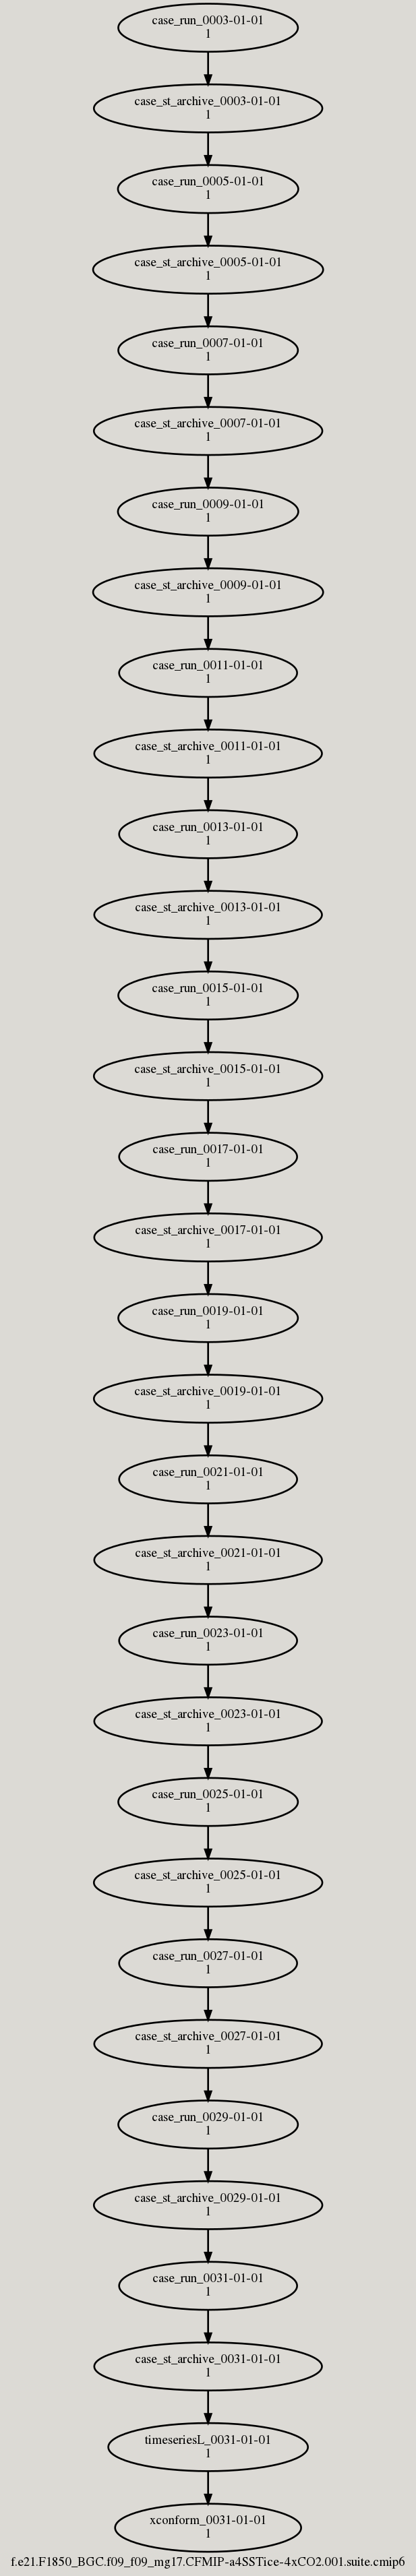 case_run_0003-01-01
1
case_st_archive_0003-01-01
1
case_run_0005-01-01
1
case_st_archive_0005-01-01
1
case_run_0007-01-01
1
case_st_archive_0007-01-01
1
case_run_0009-01-01
1
case_st_archive_0009-01-01
1
case_run_0011-01-01
1
case_st_archive_0011-01-01
1
case_run_0013-01-01
1
case_st_archive_0013-01-01
1
case_run_0015-01-01
1
case_st_archive_0015-01-01
1
case_run_0017-01-01
1
case_st_archive_0017-01-01
1
case_run_0019-01-01
1
case_st_archive_0019-01-01
1
case_run_0021-01-01
1
case_st_archive_0021-01-01
1
case_run_0023-01-01
1
case_st_archive_0023-01-01
1
case_run_0025-01-01
1
case_st_archive_0025-01-01
1
case_run_0027-01-01
1
case_st_archive_0027-01-01
1
case_run_0029-01-01
1
case_st_archive_0029-01-01
1
case_run_0031-01-01
1
case_st_archive_0031-01-01
1
timeseriesL_0031-01-01
1
xconform_0031-01-01
1
f.e21.F1850_BGC.f09_f09_mg17.CFMIP-a4SSTice-4xCO2.001.suite.cmip6